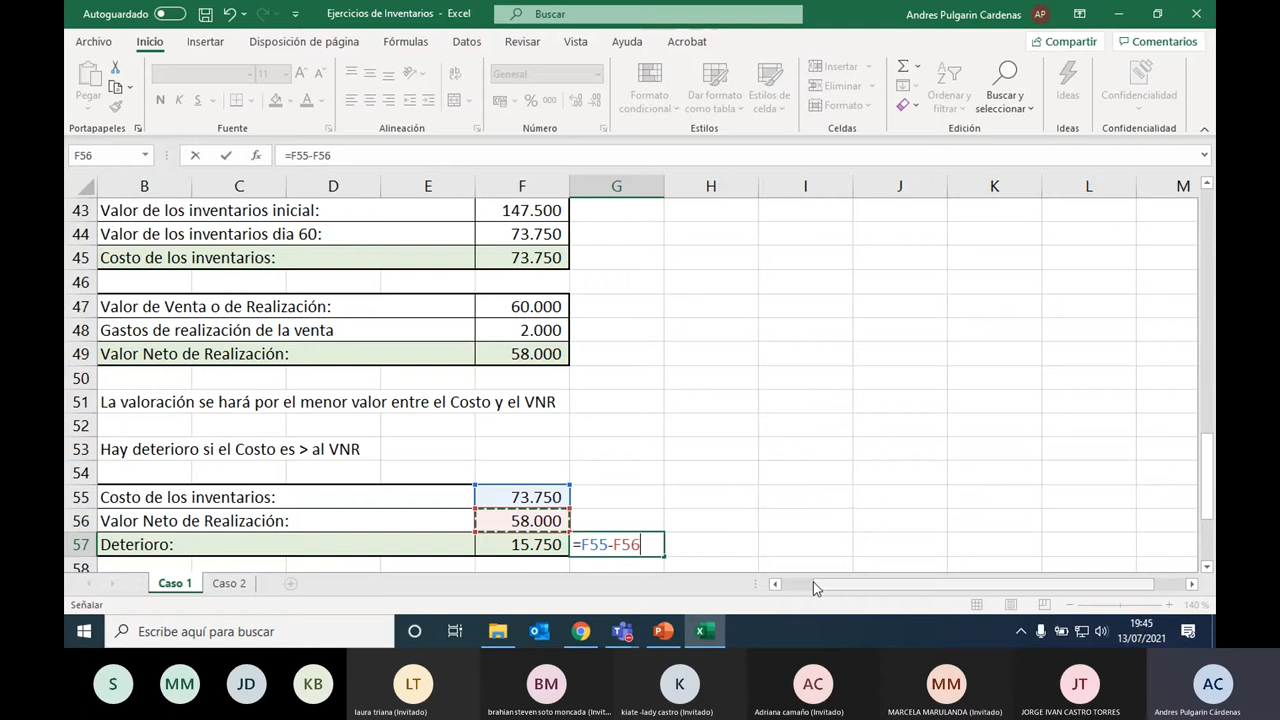 Autoguardado
Ejercicios de Inventarios - Excel
Buscar
Andres Pulgarin Cardenas
AP
Archivo Inicio Insertar Disposición de página Fórmulas Datos Revisar Vista Ayuda Acrobat
Compartir
Comentarios
Pegar
11
N K S
A
General
%
000
Formato condicional
Dar formato como tabla
Estilos de celda
Insertar
Eliminar
Formato
Ordenar y filtrar
Buscar y seleccionar
Ideas
Confidencialidad
Portapapeles Fuente Alineación Número Estilos Celdas Edición Ideas Confidencialidad
F56
fx
=F55-F56
B C D E F G H I J K L M
43 Valor de los inventarios inicial: 147.500
44 Valor de los inventarios dia 60: 73.750
45 Costo de los inventarios: 73.750
46
47 Valor de Venta o de Realización: 60.000
48 Gastos de realización de la venta 2.000
49 Valor Neto de Realización: 58.000
50
51 La valoración se hará por el menor valor entre el Costo y el VNR
52
53 Hay deterioro si el Costo es > al VNR
54
55 Costo de los inventarios: 73.750
56 Valor Neto de Realización: 58.000
57 Deterioro: 15.750 =F55-F56
58
Caso 1 Caso 2
Señalar
140 %
Escribe aquí para buscar
19:45
13/07/2021
S MM JD KB LT BM K AC MM JT AC
laura triana (Invitado)
brahian steven soto moncada (Invit...
kiate -lady castro (Invitado)
Adriana camaño (Invitado)
MARCELA MARULANDA (Invitado)
JORGE IVAN CASTRO TORRES
Andres Pulgarin Cárdenas